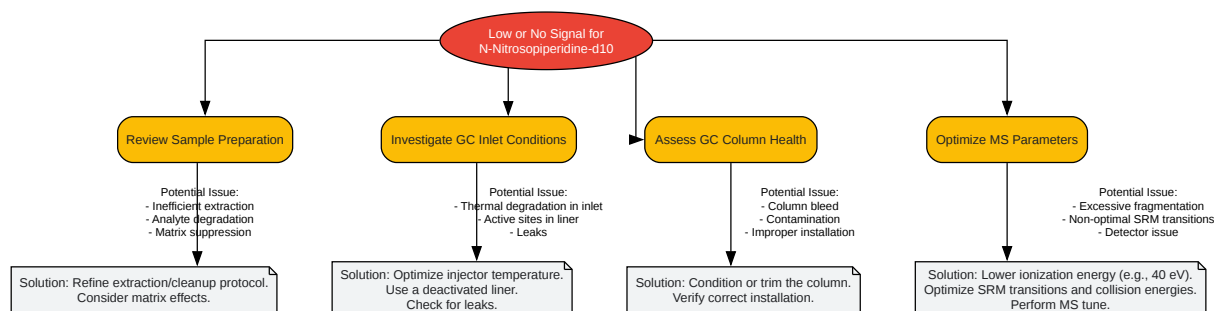 Low or No Signal for
N-Nitrosopiperidine-d10
Review Sample Preparation
Investigate GC Inlet Conditions
Assess GC Column Health
Optimize MS Parameters
Potential Issue:
- Inefficient extraction
- Analyte degradation
- Matrix suppression
Potential Issue:
- Thermal degradation in inlet
- Active sites in liner
- Leaks
Potential Issue:
- Column bleed
- Contamination
- Improper installation
Potential Issue:
- Excessive fragmentation
- Non-optimal SRM transitions
- Detector issue
Solution: Refine extraction/cleanup protocol.
Consider matrix effects.
Solution: Optimize injector temperature.
Use a deactivated liner.
Check for leaks.
Solution: Condition or trim the column.
Verify correct installation.
Solution: Lower ionization energy (e.g., 40 eV).
Optimize SRM transitions and collision energies.
Perform MS tune.